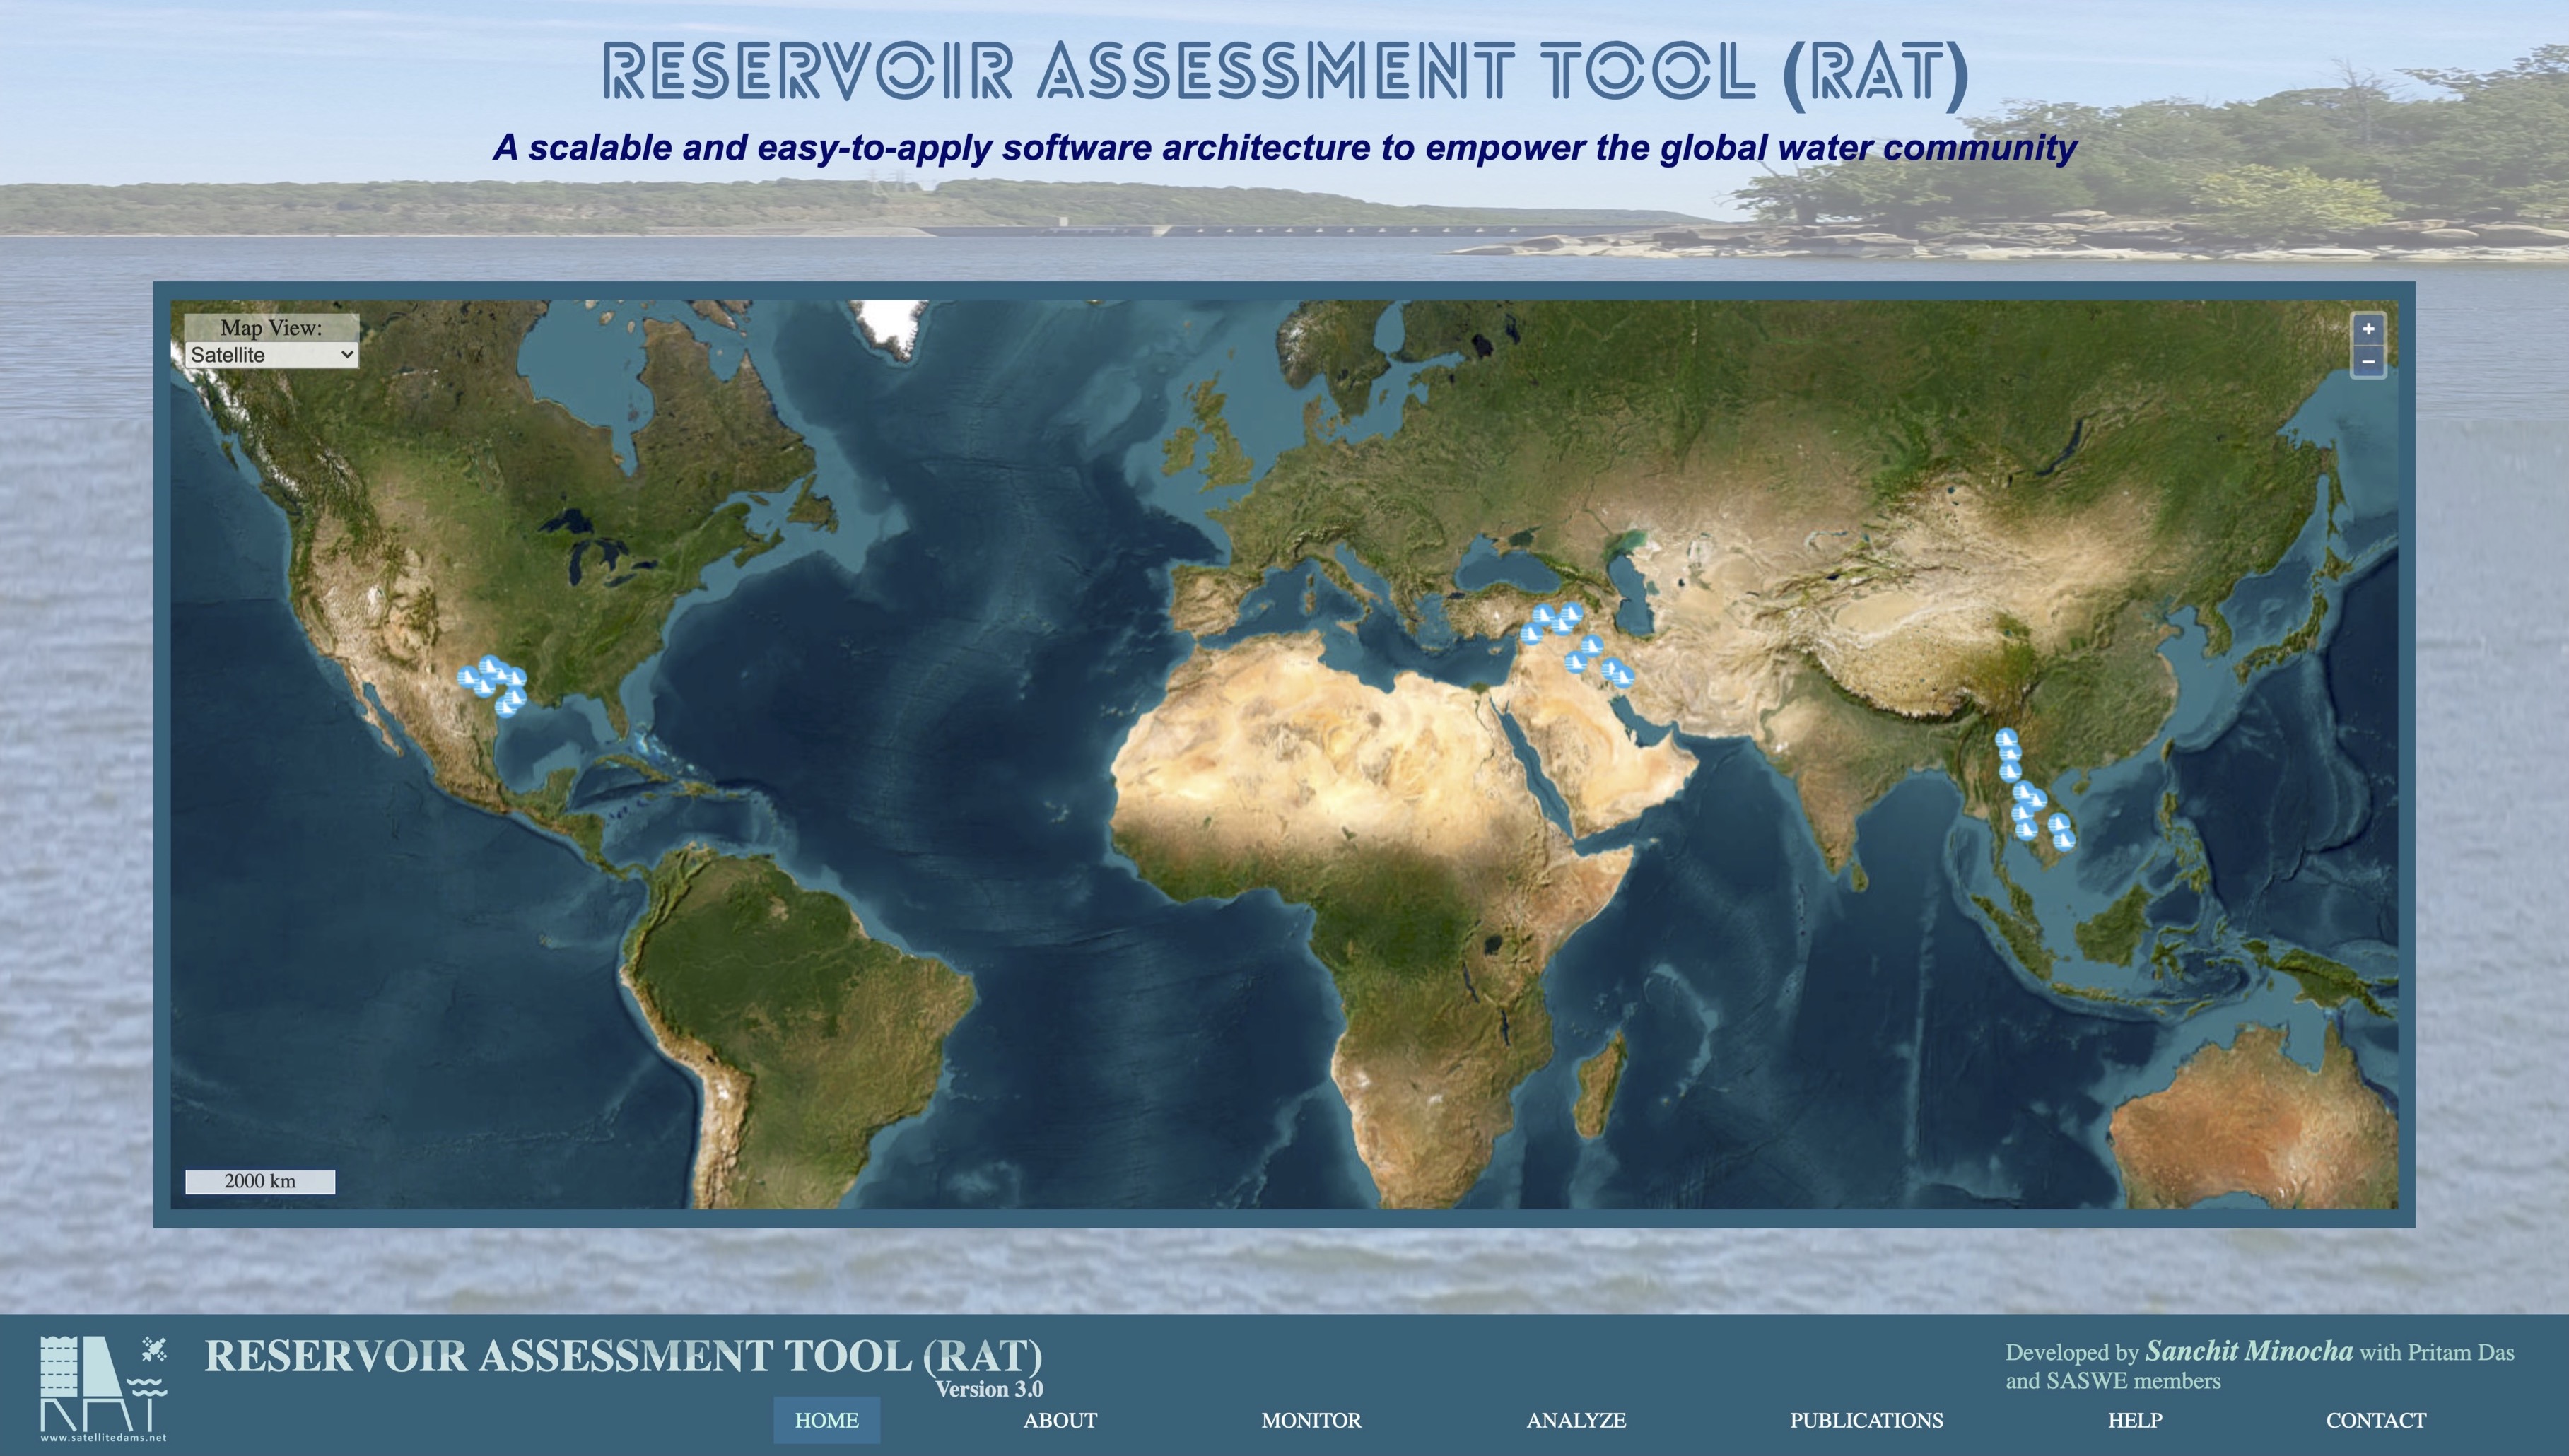 RESERVOIR ASSESSMENT TOOL (RAT)
A scalable and easy-to-apply software architecture to empower the global water community
Map View:
Satellite
+
−
2000 km
RAT
www.satellitedams.net
RESERVOIR ASSESSMENT TOOL (RAT)
Version 3.0
Developed by Sanchit Minocha with Pritam Das
and SASWE members
HOME ABOUT MONITOR ANALYZE PUBLICATIONS HELP CONTACT